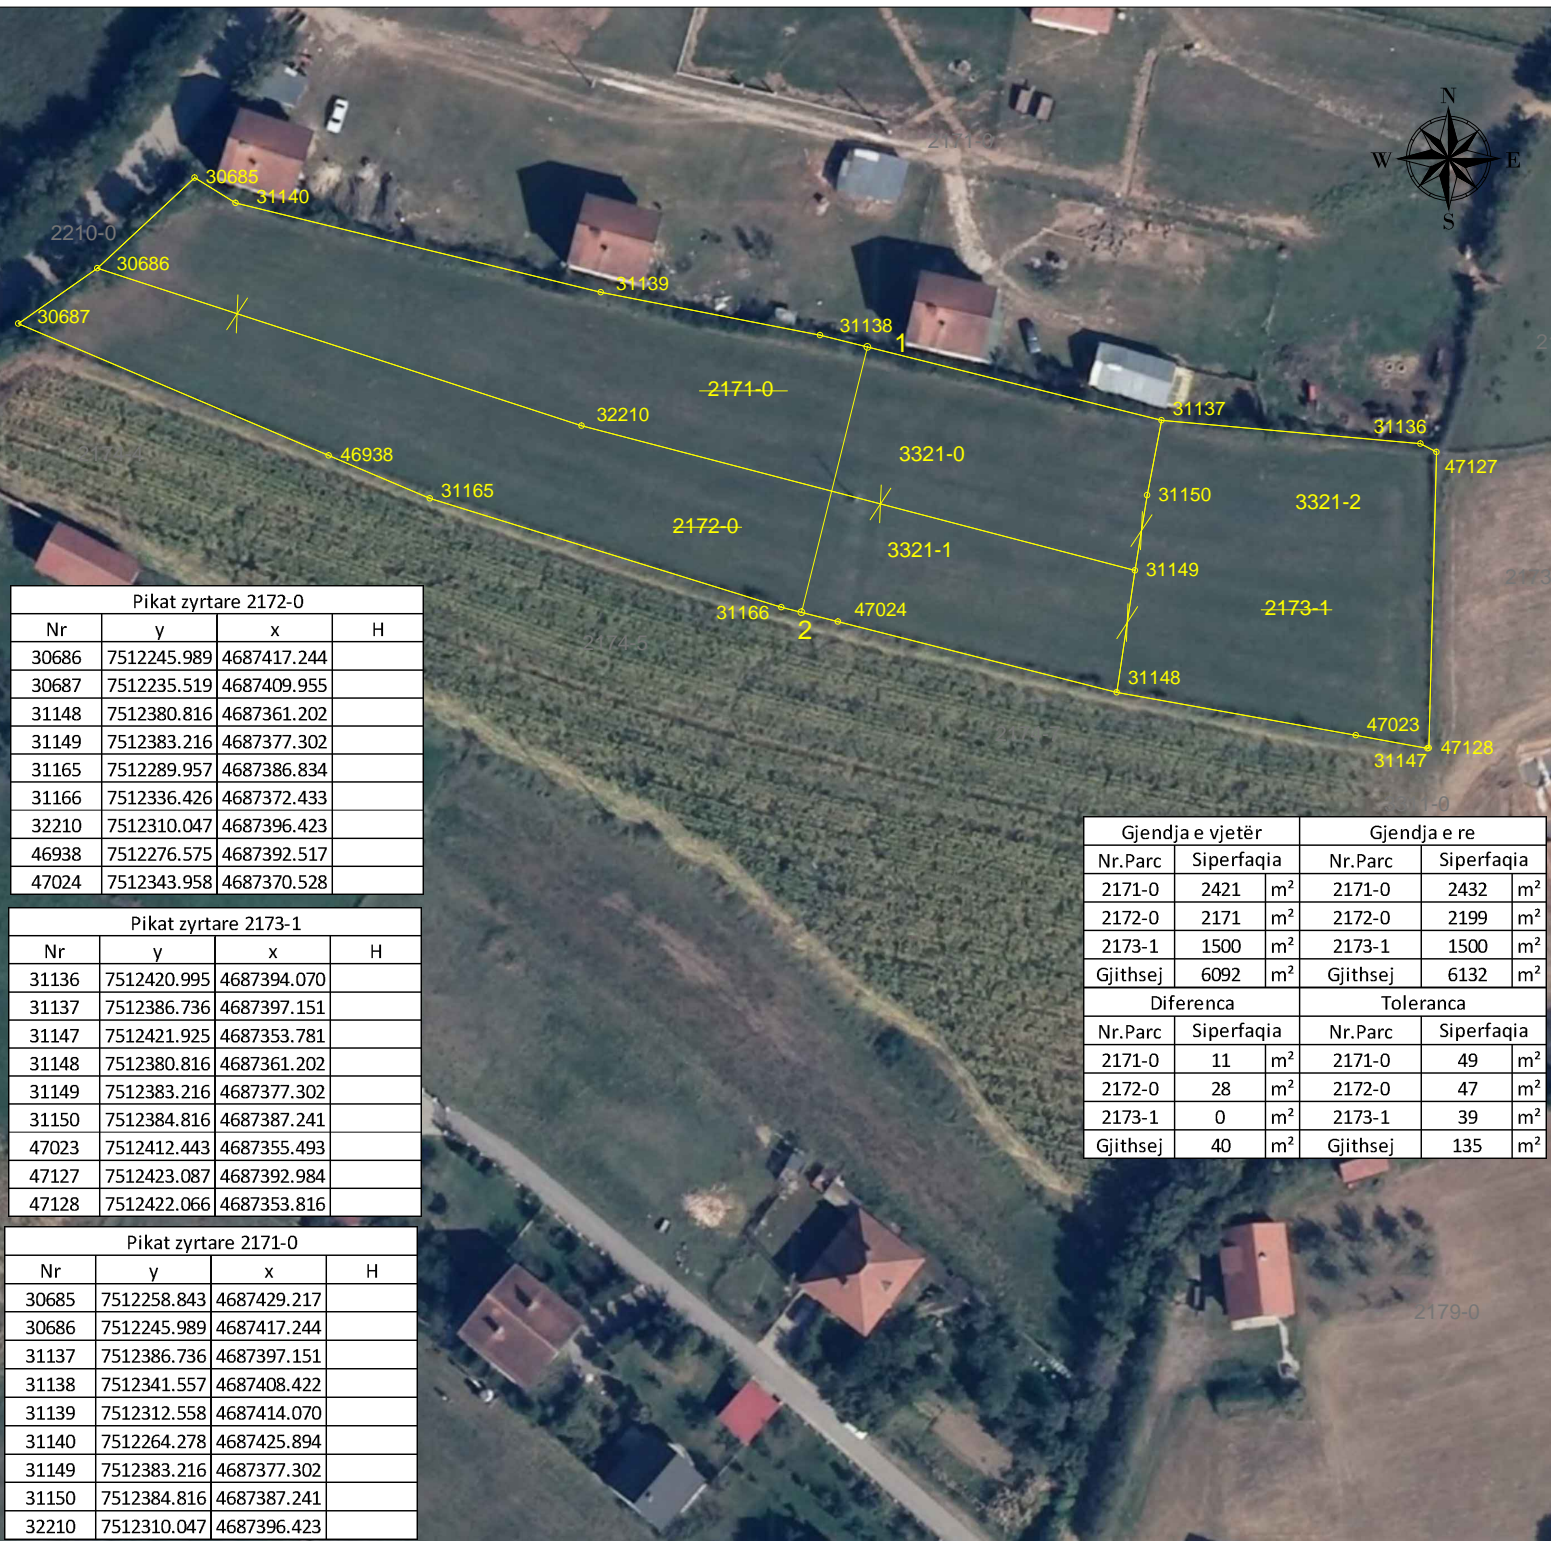 N
W E
S
2210-0
30685
31140
30686
30687
31139
31138
1
2171-0
32210
3321-0
31137
31136
47127
46938
31165
31150
3321-2
2172-0
3321-1
31149
2173-1
31166
2
47024
31148
47023
31147
47128
2179-0
Pikat zyrtare 2172-0
Nr y x H
30686 7512245.989 4687417.244
30687 7512235.519 4687409.955
31148 7512380.816 4687361.202
31149 7512383.216 4687377.302
31165 7512289.957 4687386.834
31166 7512336.426 4687372.433
32210 7512310.047 4687396.423
46938 7512276.575 4687392.517
47024 7512343.958 4687370.528
Pikat zyrtare 2173-1
Nr y x H
31136 7512420.995 4687394.070
31137 7512386.736 4687397.151
31147 7512421.925 4687353.781
31148 7512380.816 4687361.202
31149 7512383.216 4687377.302
31150 7512384.816 4687387.241
47023 7512412.443 4687355.493
47127 7512423.087 4687392.984
47128 7512422.066 4687353.816
Pikat zyrtare 2171-0
Nr y x H
30685 7512258.843 4687429.217
30686 7512245.989 4687417.244
31137 7512386.736 4687397.151
31138 7512341.557 4687408.422
31139 7512312.558 4687414.070
31140 7512264.278 4687425.894
31149 7512383.216 4687377.302
31150 7512384.816 4687387.241
32210 7512310.047 4687396.423
Gjendja e vjetër Gjendja e re
Nr.Parc Siperfaqia Nr.Parc Siperfaqia
2171-0 2421 m² 2171-0 2432 m²
2172-0 2171 m² 2172-0 2199 m²
2173-1 1500 m² 2173-1 1500 m²
Gjithsej 6092 m² Gjithsej 6132 m²
Diferenca Toleranca
Nr.Parc Siperfaqia Nr.Parc Siperfaqia
2171-0 11 m² 2171-0 49 m²
2172-0 28 m² 2172-0 47 m²
2173-1 0 m² 2173-1 39 m²
Gjithsej 40 m² Gjithsej 135 m²